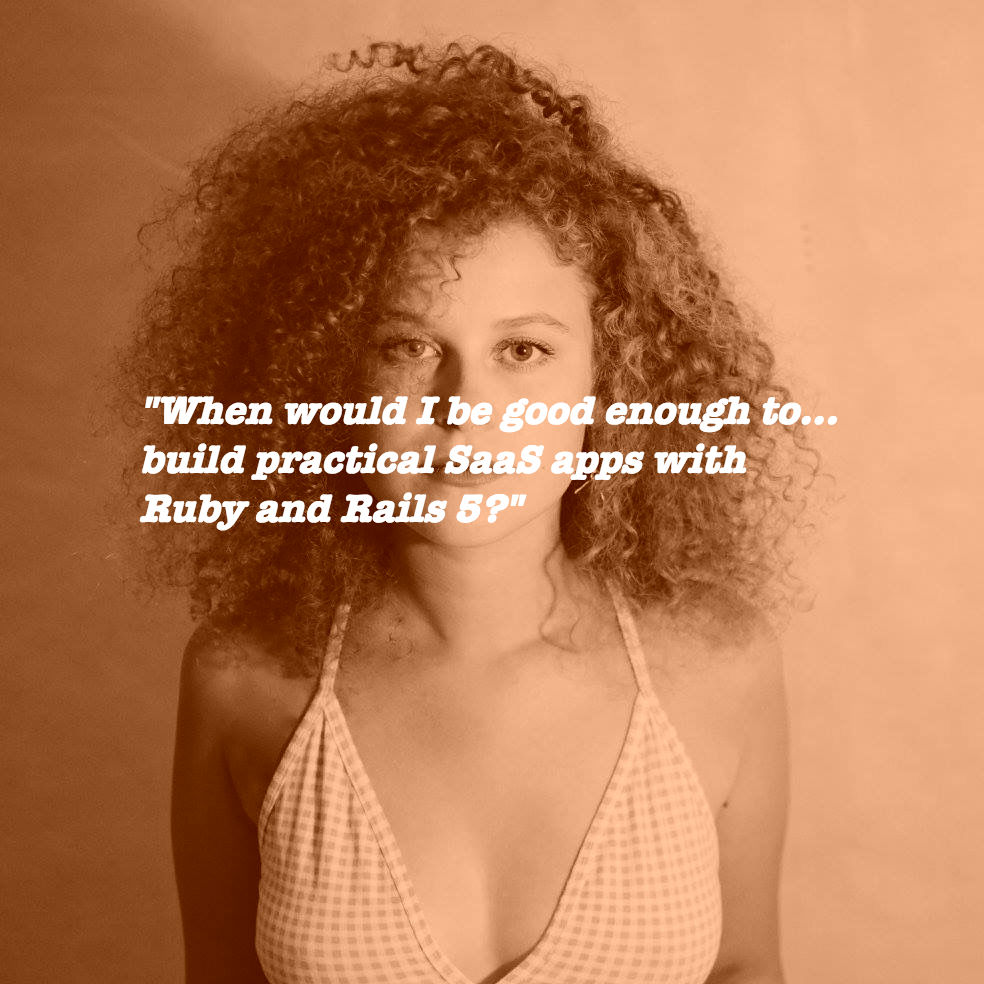 "When would I be good enough to...
build practical SaaS apps with
Ruby and Rails 5?"